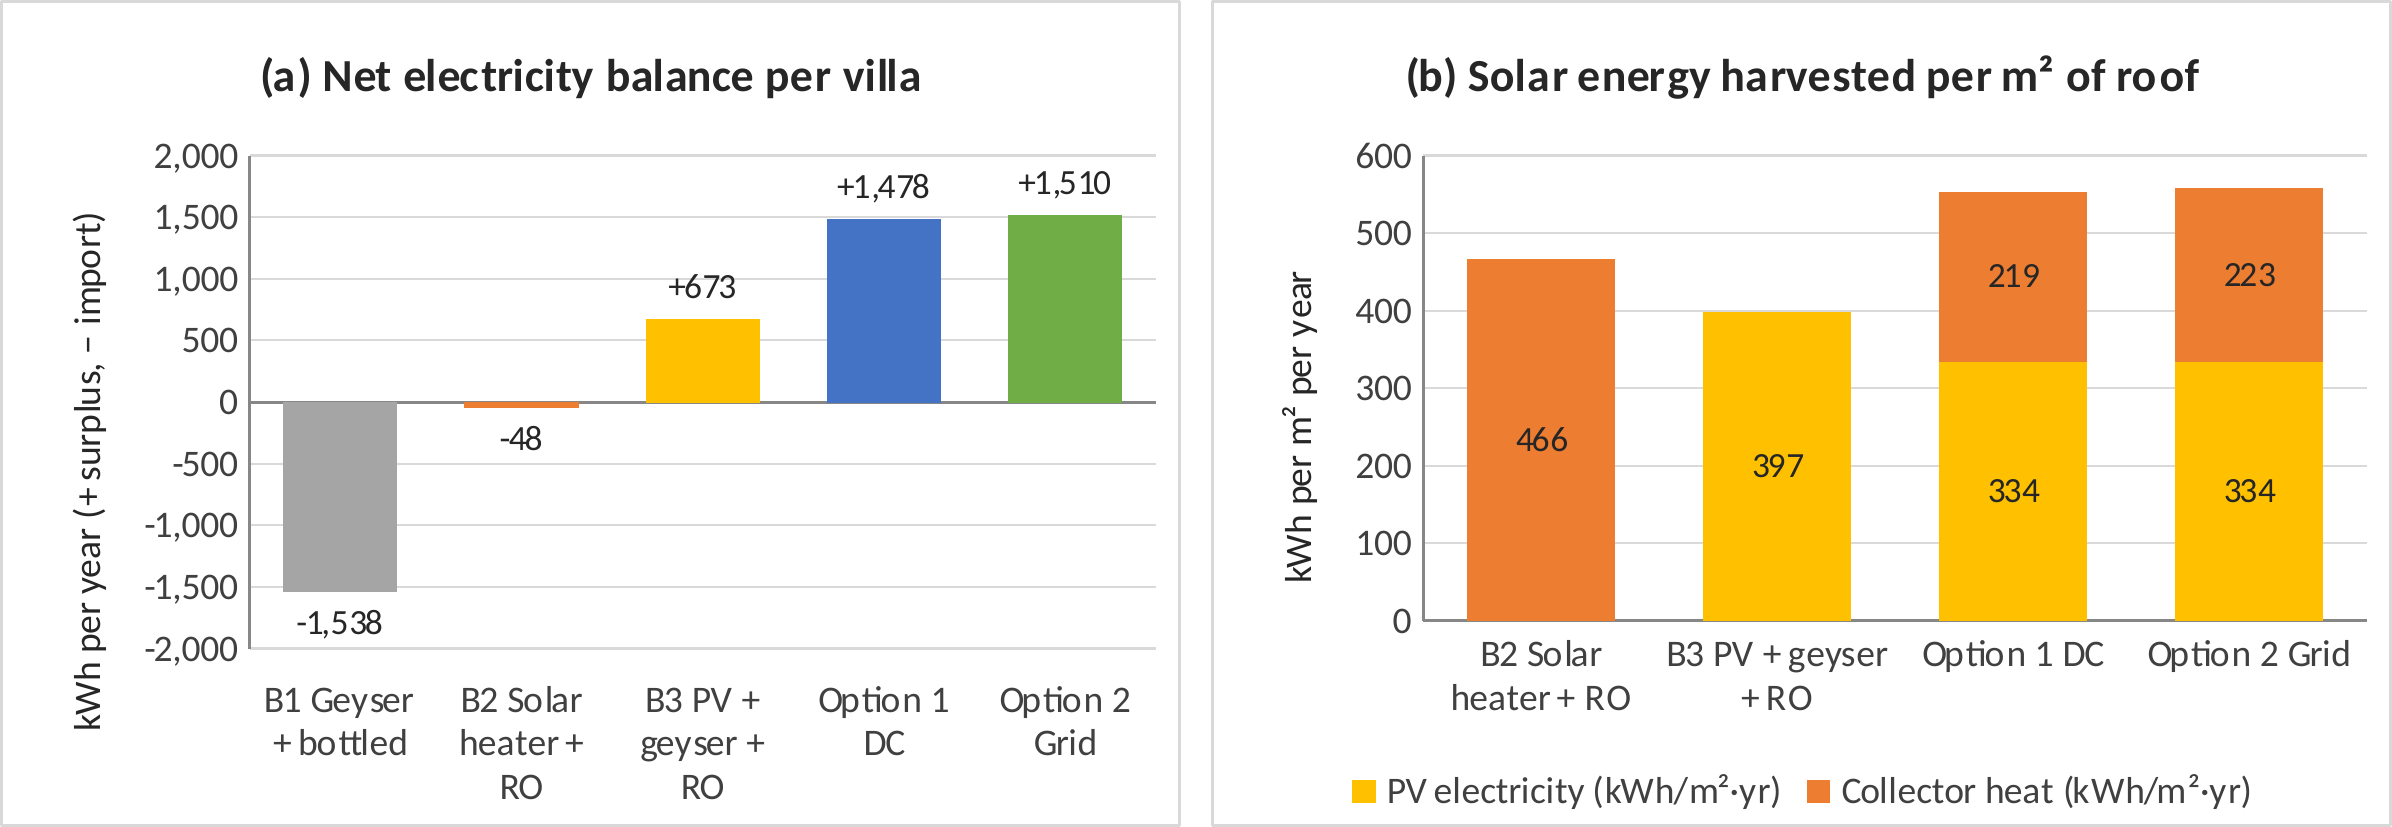 (a) Net electricity balance per villa
kWh per year (+ surplus, − import)
2,000
1,500
1,000
500
0
-500
-1,000
-1,500
-2,000
-1,538
-48
+673
+1,478
+1,510
B1 Geyser
+ bottled
B2 Solar
heater +
RO
B3 PV +
geyser +
RO
Option 1
DC
Option 2
Grid
(b) Solar energy harvested per m² of roof
kWh per m² per year
600
500
400
300
200
100
0
466
397
219
334
223
334
B2 Solar
heater + RO
B3 PV + geyser
+ RO
Option 1 DC
Option 2 Grid
PV electricity (kWh/m²·yr)
Collector heat (kWh/m²·yr)